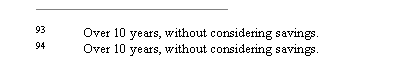 93 Over 10 years, without considering savings.
94 Over 10 years, without considering savings.